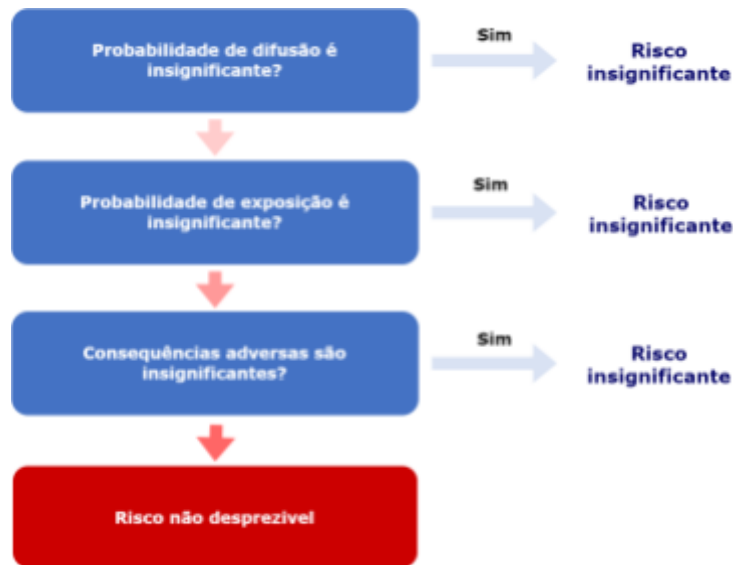 Probabilidade de difusão é
insignificante?
Sim
Risco
insignificante
Probabilidade de exposição é
insignificante?
Sim
Risco
insignificante
Consequências adversas são
insignificantes?
Sim
Risco
insignificante
Risco não desprezivel